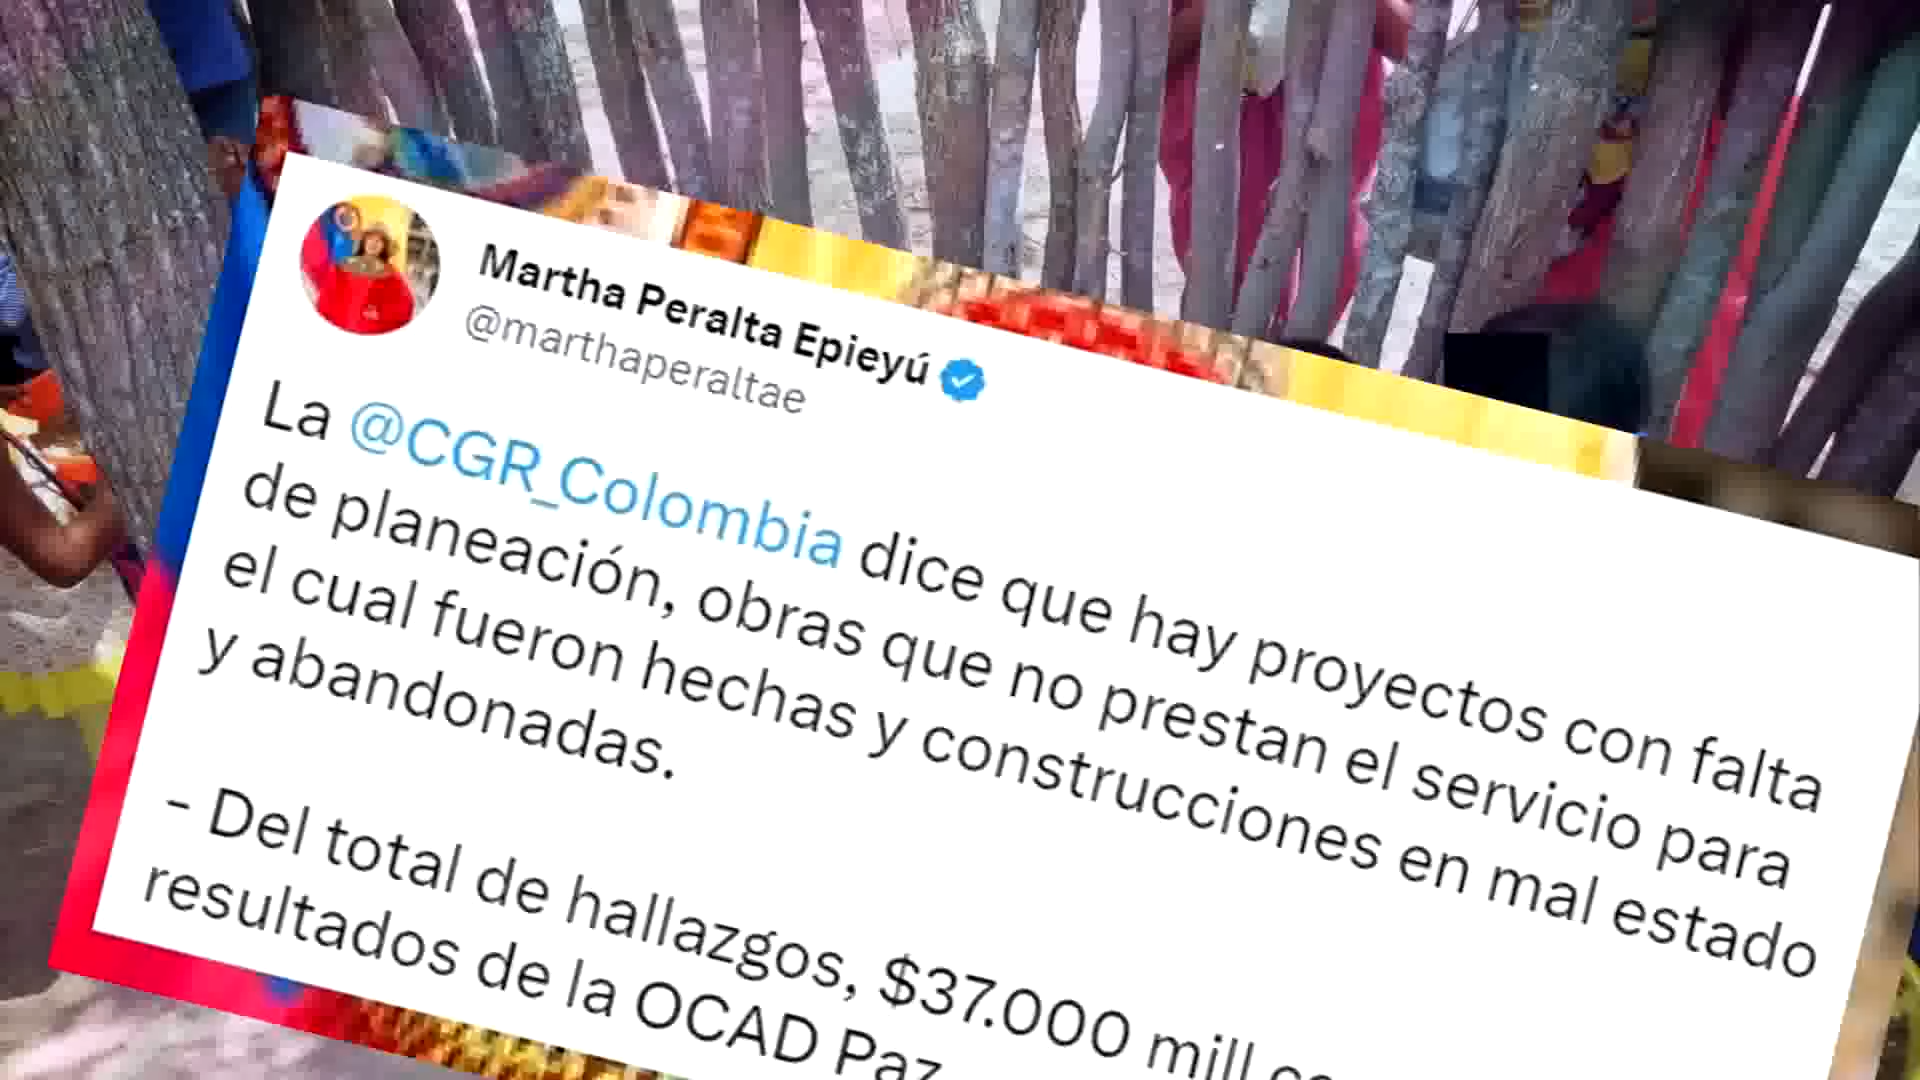 Martha Peralta Epieyú
@marthaperaltae
La @CGR_Colombia dice que hay proyectos con falta
de planeación, obras que no prestan el servicio para
el cual fueron hechas y construcciones en mal estado
y abandonadas.
- Del total de hallazgos, $37.000 mill
resultados de la OCAD Paz